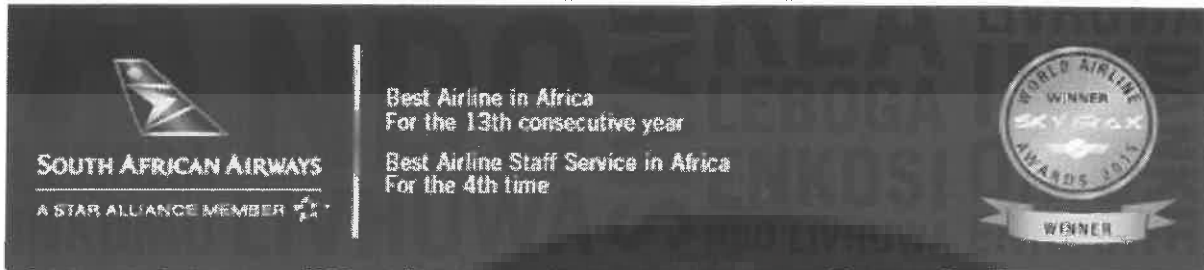 SOUTH AFRICAN AIRWAYS
A STAR ALLIANCE MEMBER
Best Airline in Africa
For the 13th consecutive year
Best Airline Staff Service in Africa
For the 4th time
WORLD AIRLINE
WINNER
SKYTRAX
AWARDS 2015
WINNER